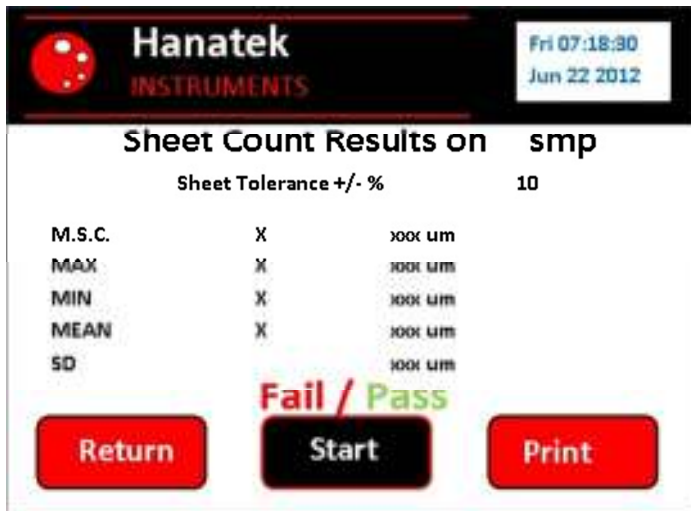 Hanatek
INSTRUMENTS
Fri 07:18:30
Jun 22 2012
Sheet Count Results on smp
Sheet Tolerance +/- % 10
M.S.C. X xxx um
MAX X xxx um
MIN X xxx um
MEAN X xxx um
SD xxx um
Fail / Pass
Return Start Print